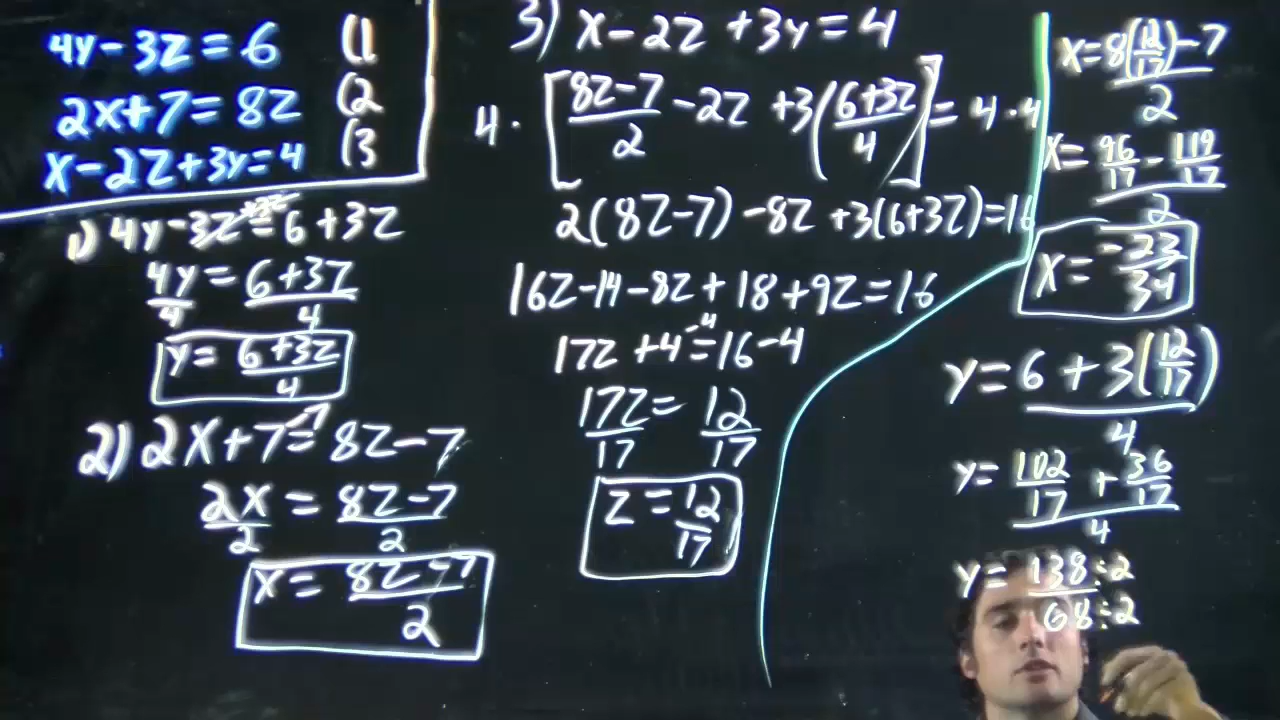 4y-3z=6 (1
2x+7=8z (2
x-2z+3y=4 (3
1) 4y-3z+3z=6+3z
4y/4=6+3z/4
y=6+3z/4
2) 2x+7=8z-7
2x/2=8z-7/2
x=8z-7/2
3) x-2z+3y=4
4·[8z-7/2-2z+3(6+3z/4)]=4·4
2(8z-7)-8z+3(6+3z)=16
16z-14-8z+18+9z=16
17z+4-4=16-4
17z/17=12/17
z=12/17
x=8(12/17)-7/2
x=96/17-119/17/2
x=-23/34
y=6+3(12/17)/4
y=102/17+36/17/4
y=138÷2/68÷2